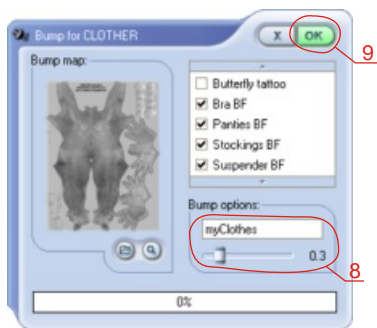 Bump for CLOTHER
X
OK
9
Bump map:
Butterfly tattoo
Bra BF
Panties BF
Stockings BF
Suspender BF
Bump options:
myClothes
0.3
8
0%